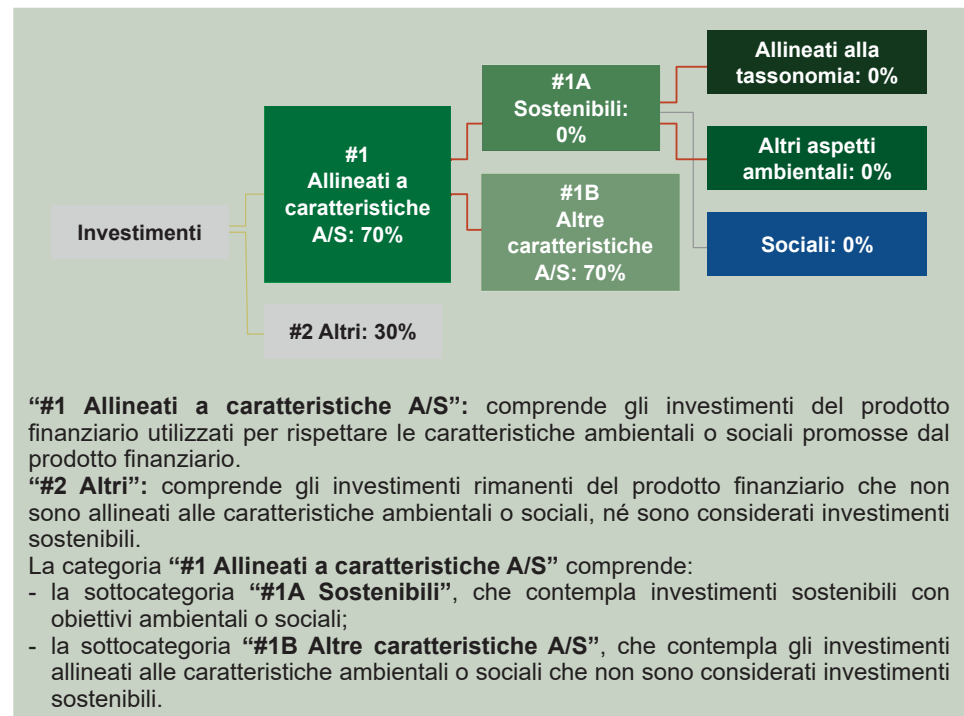 Investimenti
#1
Allineati a
caratteristiche
A/S: 70%
#2 Altri: 30%
#1A
Sostenibili:
0%
#1B
Altre
caratteristiche
A/S: 70%
Allineati alla
tassonomia: 0%
Altri aspetti
ambientali: 0%
Sociali: 0%
“#1 Allineati a caratteristiche A/S”: comprende gli investimenti del prodotto
finanziario utilizzati per rispettare le caratteristiche ambientali o sociali promosse dal
prodotto finanziario.
“#2 Altri”: comprende gli investimenti rimanenti del prodotto finanziario che non
sono allineati alle caratteristiche ambientali o sociali, né sono considerati investimenti
sostenibili.
La categoria “#1 Allineati a caratteristiche A/S” comprende:
- la sottocategoria “#1A Sostenibili”, che contempla investimenti sostenibili con
obiettivi ambientali o sociali;
- la sottocategoria “#1B Altre caratteristiche A/S”, che contempla gli investimenti
allineati alle caratteristiche ambientali o sociali che non sono considerati investimenti
sostenibili.